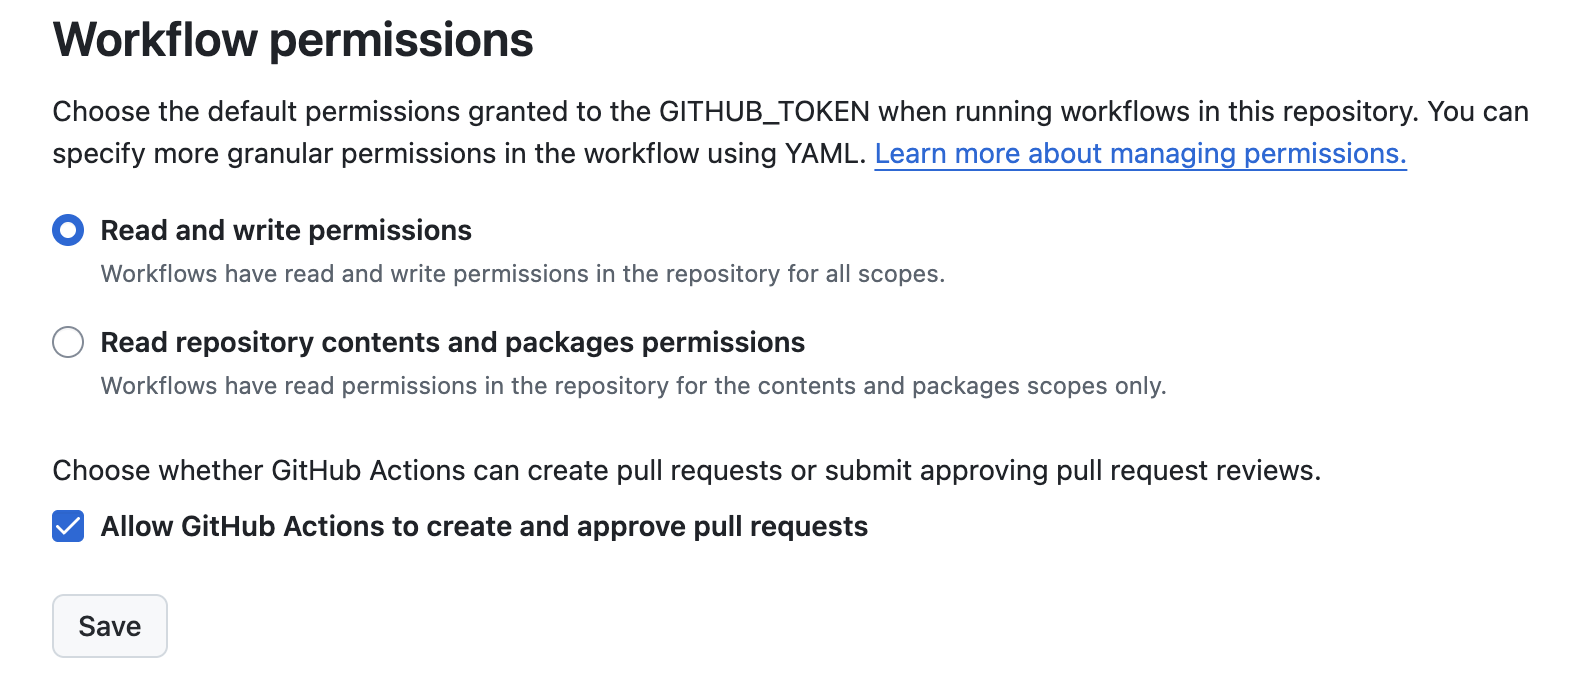 Workflow permissions
Choose the default permissions granted to the GITHUB_TOKEN when running workflows in this repository. You can
specify more granular permissions in the workflow using YAML. Learn more about managing permissions.
Read and write permissions
Workflows have read and write permissions in the repository for all scopes.
Read repository contents and packages permissions
Workflows have read permissions in the repository for the contents and packages scopes only.
Choose whether GitHub Actions can create pull requests or submit approving pull request reviews.
Allow GitHub Actions to create and approve pull requests
Save